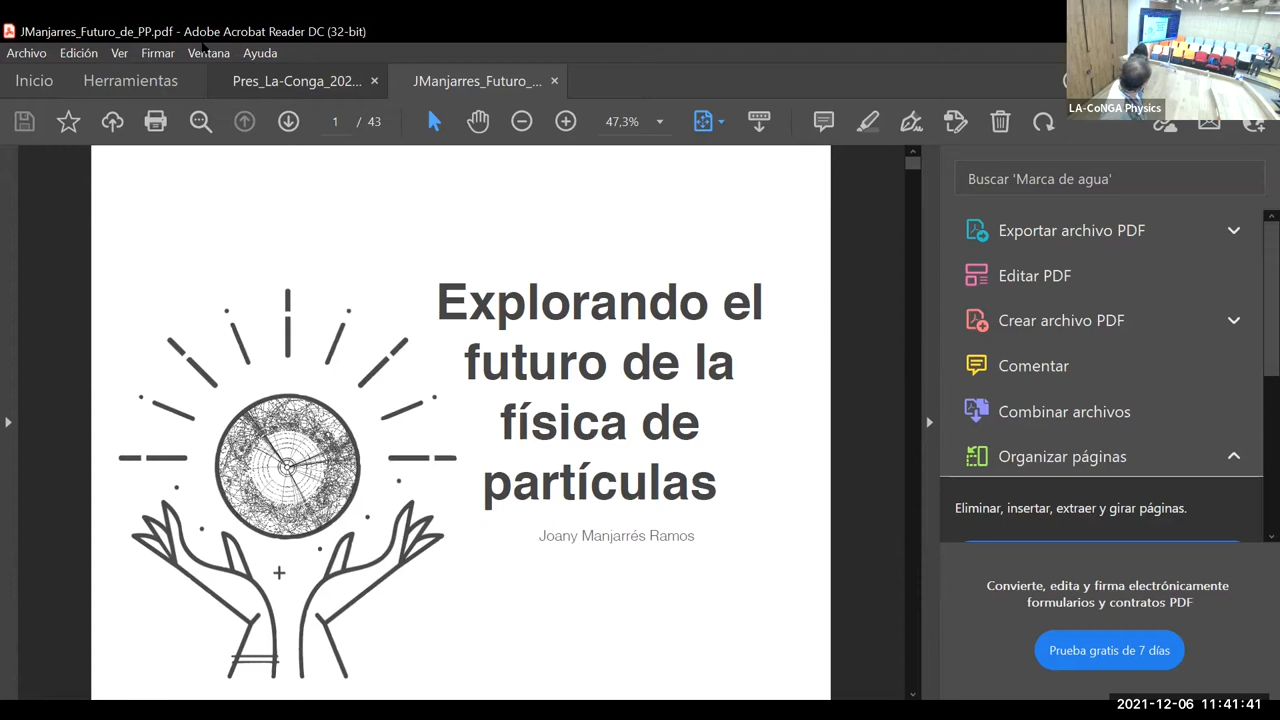 JManjarres_Futuro_de_PP.pdf - Adobe Acrobat Reader DC (32-bit)
Archivo Edición Ver Firmar Ventana Ayuda
Inicio Herramientas Pres_La-Conga_202... × JManjarres_Futuro_... ×
LA-CoNGA Physics
1 / 43 47,3%
Explorando el
futuro de la
física de
partículas
Joany Manjarrés Ramos
Buscar 'Marca de agua'
Exportar archivo PDF
Editar PDF
Crear archivo PDF
Comentar
Combinar archivos
Organizar páginas
Eliminar, insertar, extraer y girar páginas.
Convierte, edita y firma electrónicamente
formularios y contratos PDF
Prueba gratis de 7 días
2021-12-06 11:41:41